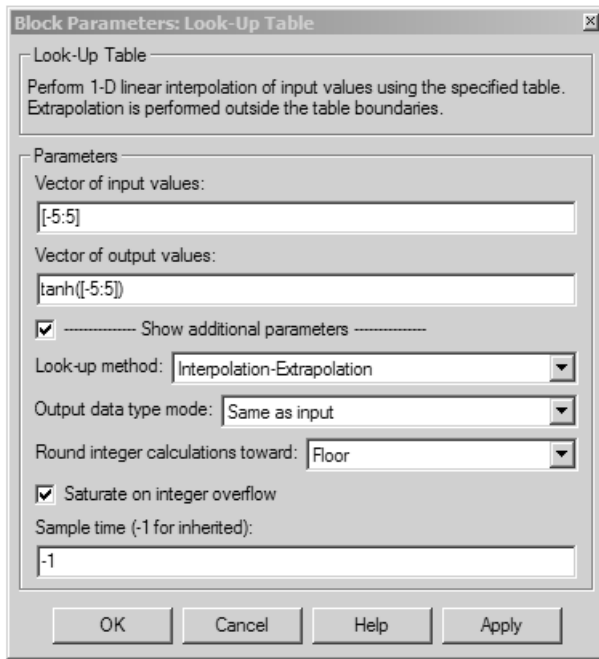 Block Parameters: Look-Up Table
Look-Up Table
Perform 1-D linear interpolation of input values using the specified table.
Extrapolation is performed outside the table boundaries.
Parameters
Vector of input values:
[-5:5]
Vector of output values:
tanh([-5:5])
--------------- Show additional parameters ---------------
Look-up method: Interpolation-Extrapolation
Output data type mode: Same as input
Round integer calculations toward: Floor
Saturate on integer overflow
Sample time (-1 for inherited):
-1
OK Cancel Help Apply